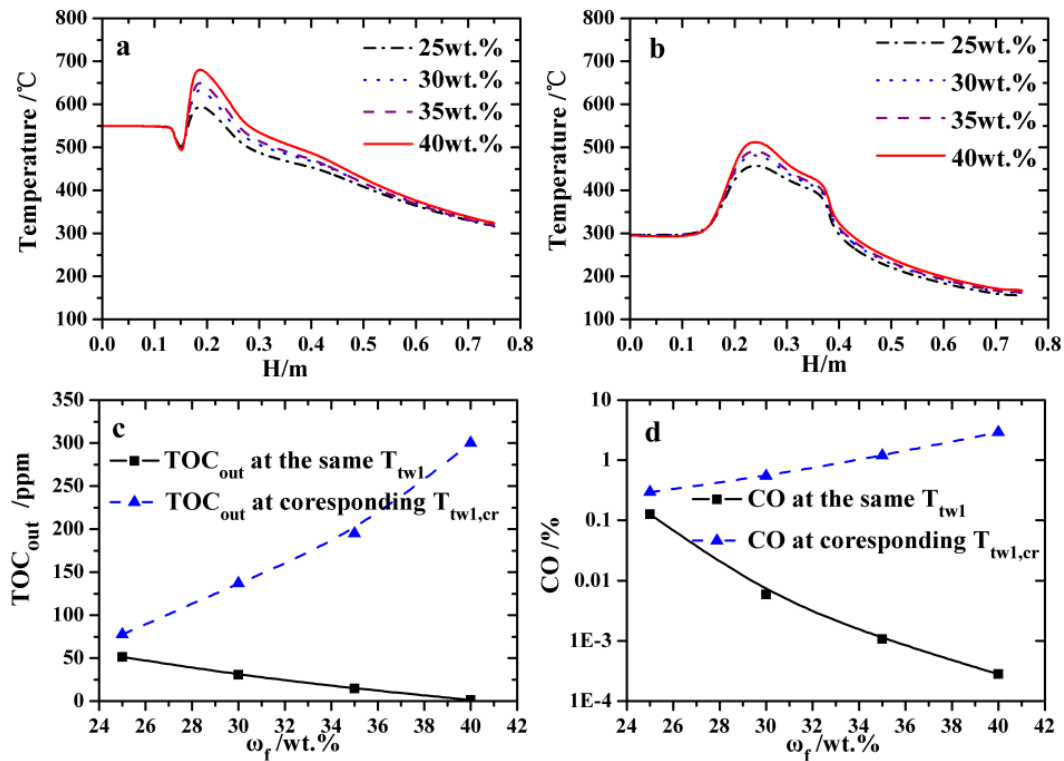 a
25wt.%
30wt.%
35wt.%
40wt.%
800
700
600
500
400
300
200
100
Temperature /℃
0.0 0.1 0.2 0.3 0.4 0.5 0.6 0.7 0.8
H/m
b
25wt.%
30wt.%
35wt.%
40wt.%
800
700
600
500
400
300
200
100
Temperature /℃
0.0 0.1 0.2 0.3 0.4 0.5 0.6 0.7 0.8
H/m
c
TOCout at the same Ttw1
TOCout at coresponding Ttw1,cr
350
300
250
200
150
100
50
0
TOCout /ppm
24 26 28 30 32 34 36 38 40 42
ωf /wt.%
d
CO at the same Ttw1
CO at coresponding Ttw1,cr
10
1
0.1
0.01
1E-3
1E-4
CO /%
24 26 28 30 32 34 36 38 40 42
ωf /wt.%